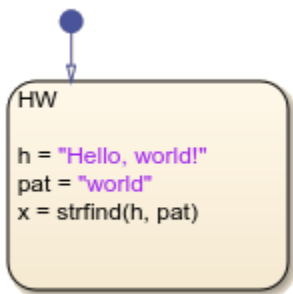 HW
h = "Hello, world!"
pat = "world"
x = strfind(h, pat)